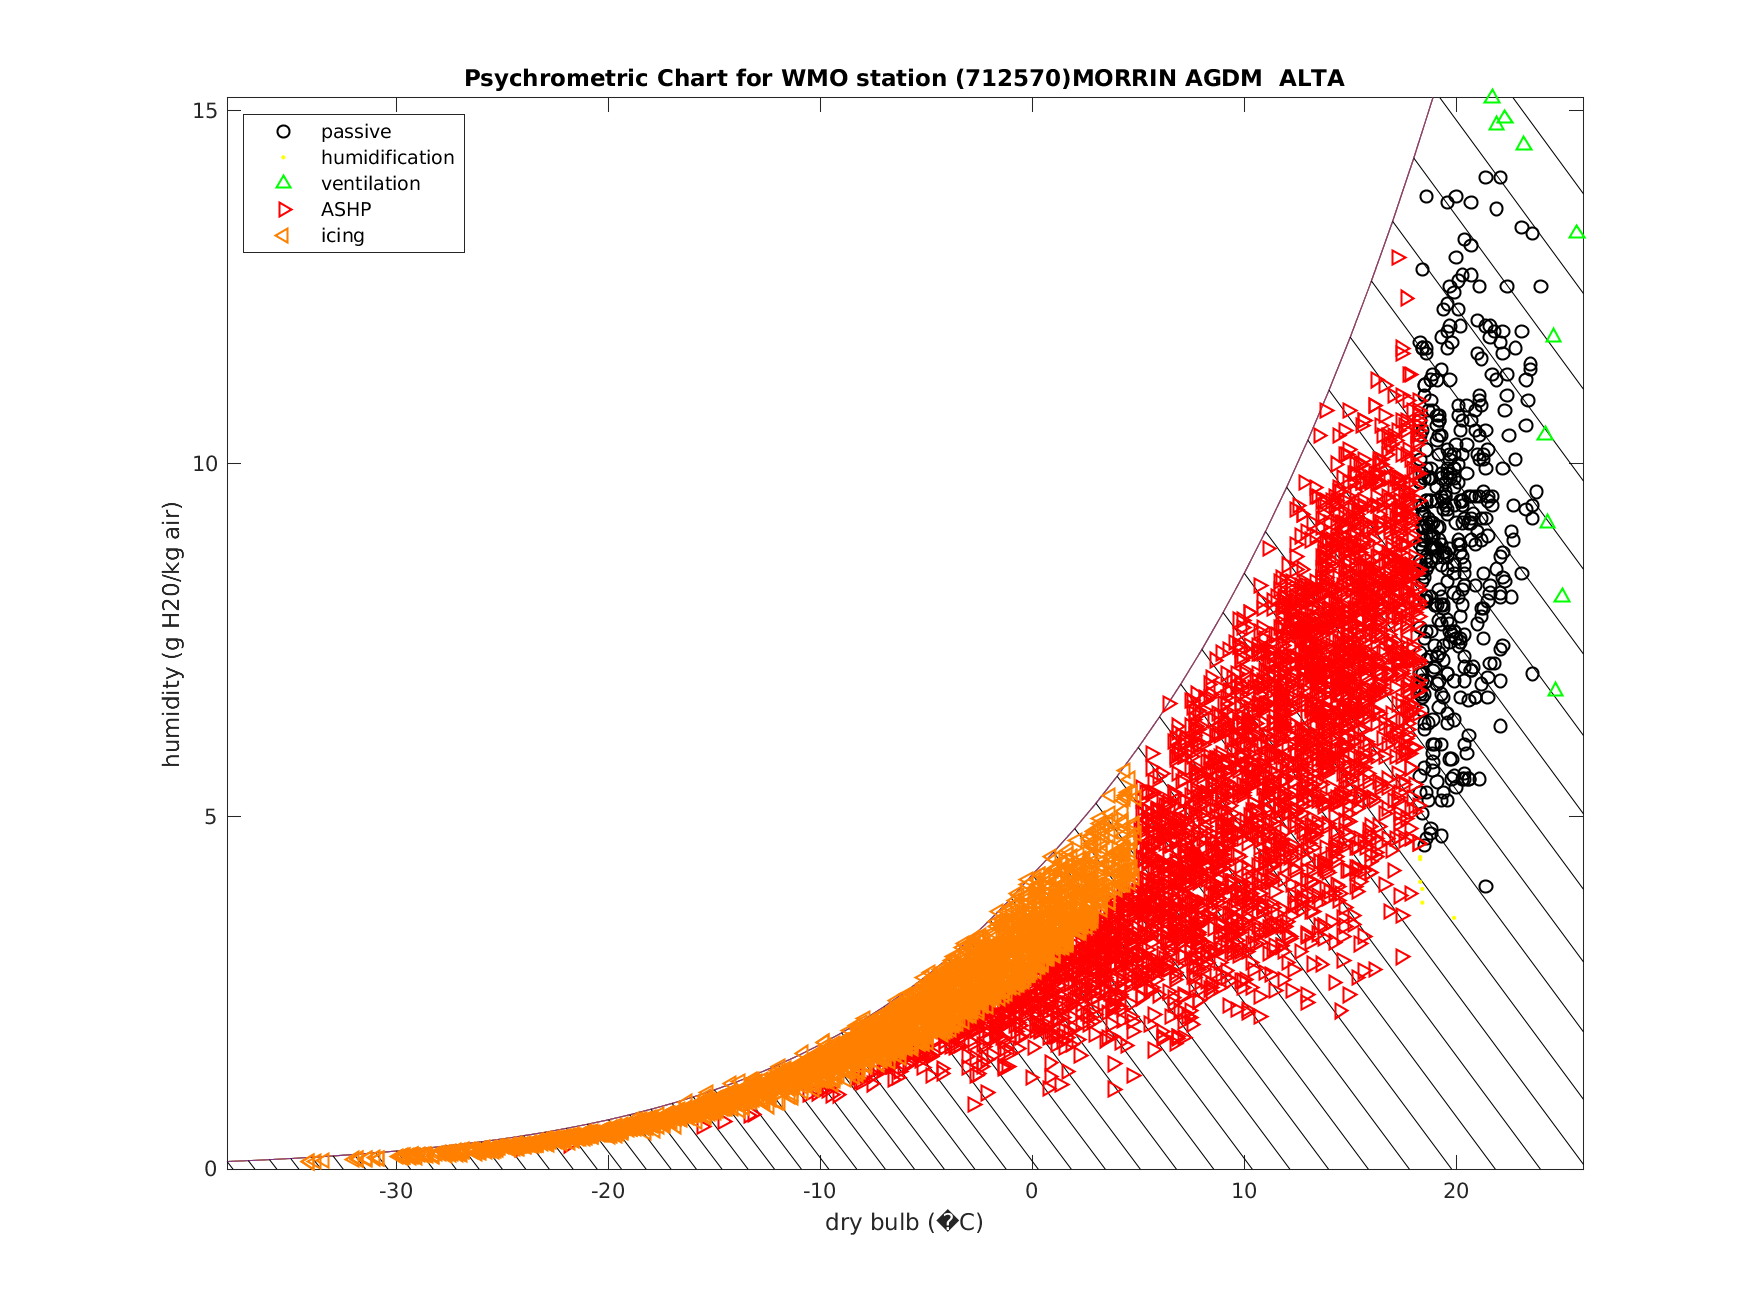 Psychrometric Chart for WMO station (712570)MORRIN AGDM  ALTA
passive
humidification
ventilation
ASHP
icing
15
10
5
0
humidity (g H20/kg air)
-30
-20
-10
0
10
20
dry bulb (�C)